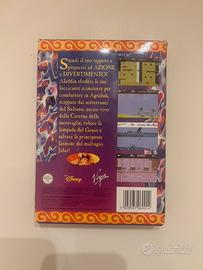 Stendi il tuo tappeto e
preparati ad AZIONE
e DIVERTIMENTO!
Aladdin sfodera la sua
luccicante scimitarra per
combattere in Agrabah,
scappare dai sotterranei
del Sultano, uscire vivo
dalla Caverna delle
meraviglie, rubare la
lampada del Genio e
salvare la principessa
Jasmine dal malvagio
Jafar!
Disney
Virgin
subito